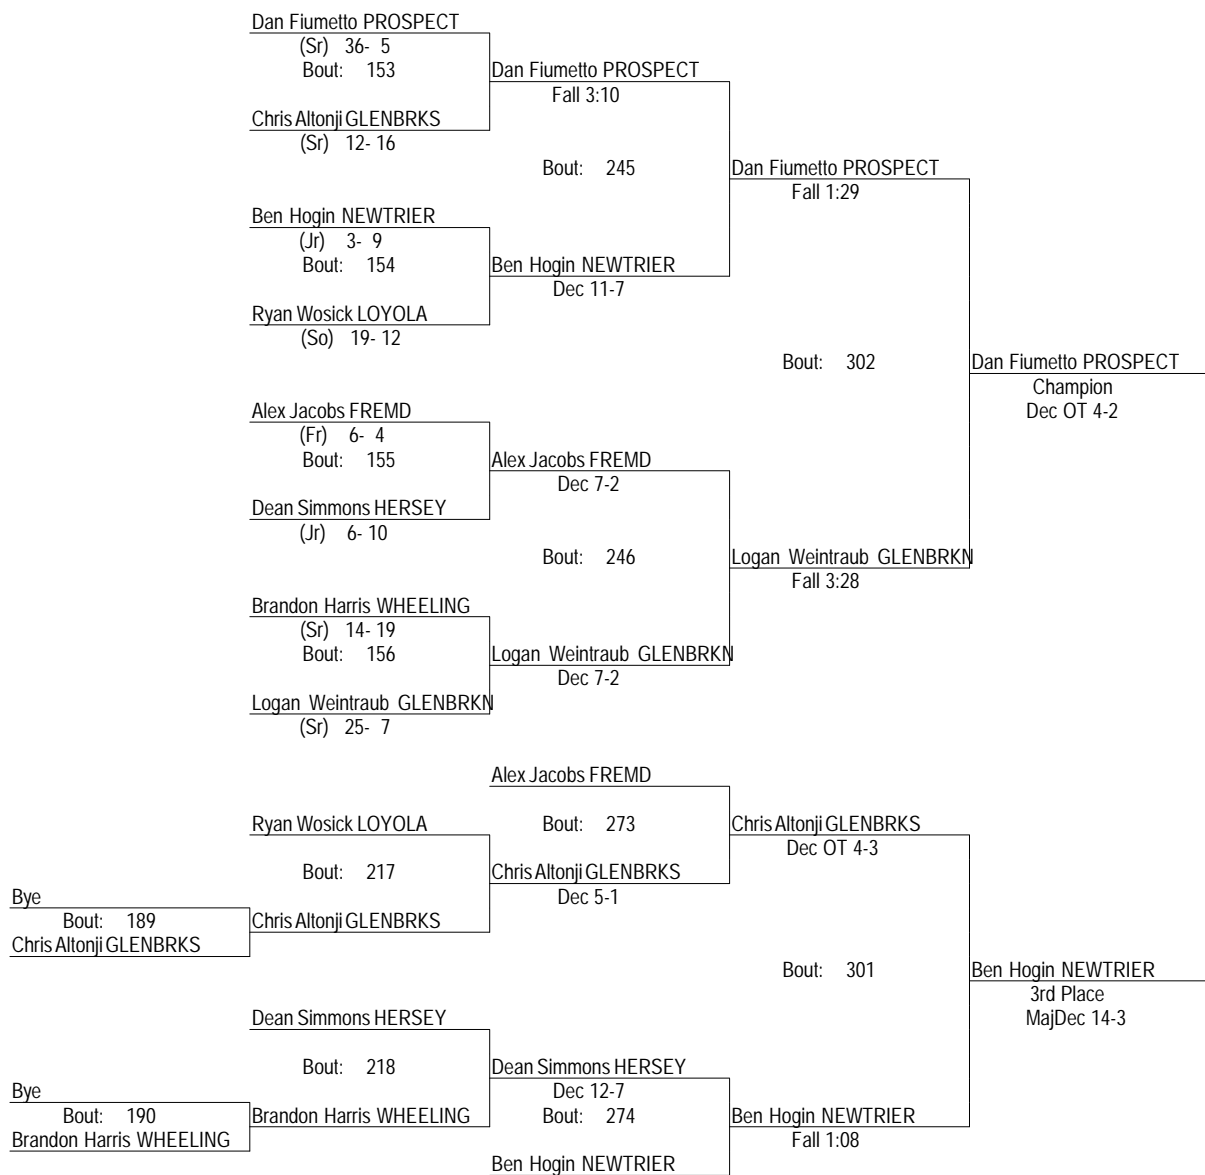 Dan Fiumetto PROSPECT
(Sr) 36- 5
Bout: 153
Dan Fiumetto PROSPECT
Fall 3:10
Chris Altonji GLENBRKS
(Sr) 12- 16
Bout: 245
Dan Fiumetto PROSPECT
Fall 1:29
Ben Hogin NEWTRIER
(Jr) 3- 9
Bout: 154
Ben Hogin NEWTRIER
Dec 11-7
Ryan Wosick LOYOLA
(So) 19- 12
Bout: 302
Dan Fiumetto PROSPECT
Champion
Dec OT 4-2
Alex Jacobs FREMD
(Fr) 6- 4
Bout: 155
Alex Jacobs FREMD
Dec 7-2
Dean Simmons HERSEY
(Jr) 6- 10
Bout: 246
Logan Weintraub GLENBRKN
Fall 3:28
Brandon Harris WHEELING
(Sr) 14- 19
Bout: 156
Logan Weintraub GLENBRKN
Dec 7-2
Logan Weintraub GLENBRKN
(Sr) 25- 7
Alex Jacobs FREMD
Ryan Wosick LOYOLA
Bout: 273
Chris Altonji GLENBRKS
Dec OT 4-3
Bout: 217
Chris Altonji GLENBRKS
Dec 5-1
Bye
Bout: 189
Chris Altonji GLENBRKS
Chris Altonji GLENBRKS
Bout: 301
Ben Hogin NEWTRIER
3rd Place
MajDec 14-3
Dean Simmons HERSEY
Bout: 218
Dean Simmons HERSEY
Dec 12-7
Bye
Bout: 190
Brandon Harris WHEELING
Bout: 274
Ben Hogin NEWTRIER
Fall 1:08
Brandon Harris WHEELING
Ben Hogin NEWTRIER